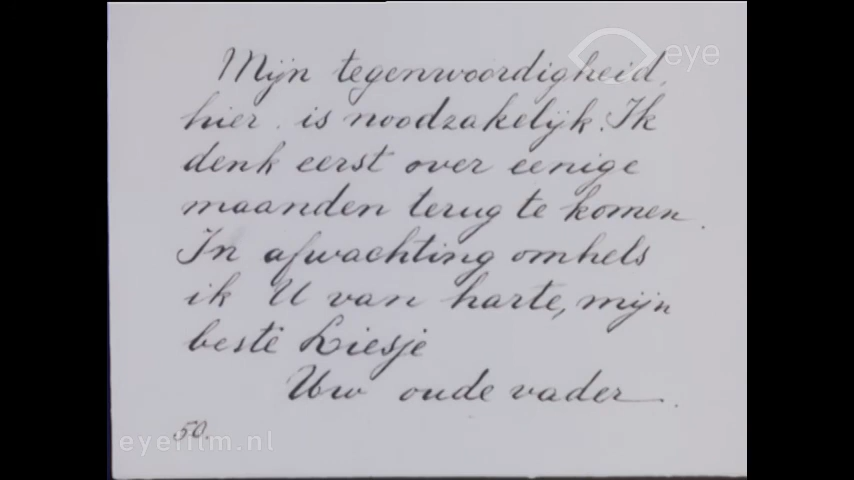 eye
Mijn tegenwoordigheid
hier is noodzakelijk. Ik
denk eerst over eenige
maanden terug te komen.
In afwachting omhels
ik U van harte, mijn
beste Liesje
Uw oude vader.
50.
eyefilm.nl